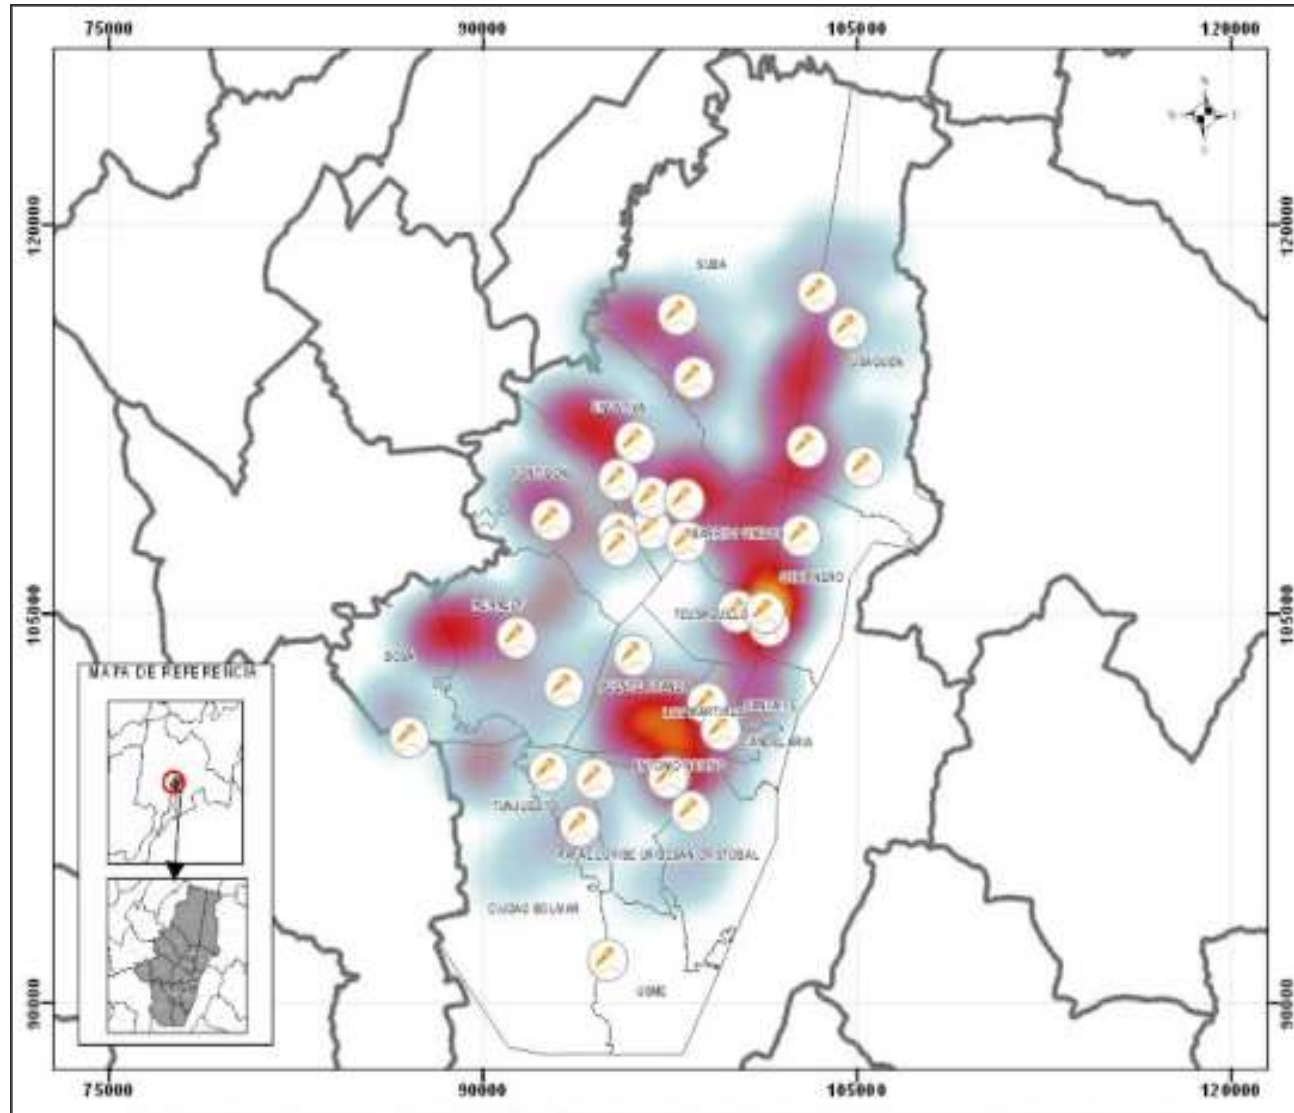 75000 90000 105000 120000
120000 120000
SUBA
USAQUEN
ENGATIVA
FONTIBON
BARRIOS UNIDOS
CHAPINERO
105000 105000
TEUSAQUILLO
KENNEDY
BOSA
MAPA DE REFERENCIA
PUENTE ARANDA
LOS MARTIRES
CANDELARIA
ANTONIO NARIÑO
TUNJUELITO
RAFAEL URIBE URIBE SAN CRISTOBAL
CIUDAD BOLIVAR
USME
90000 90000
75000 90000 105000 120000